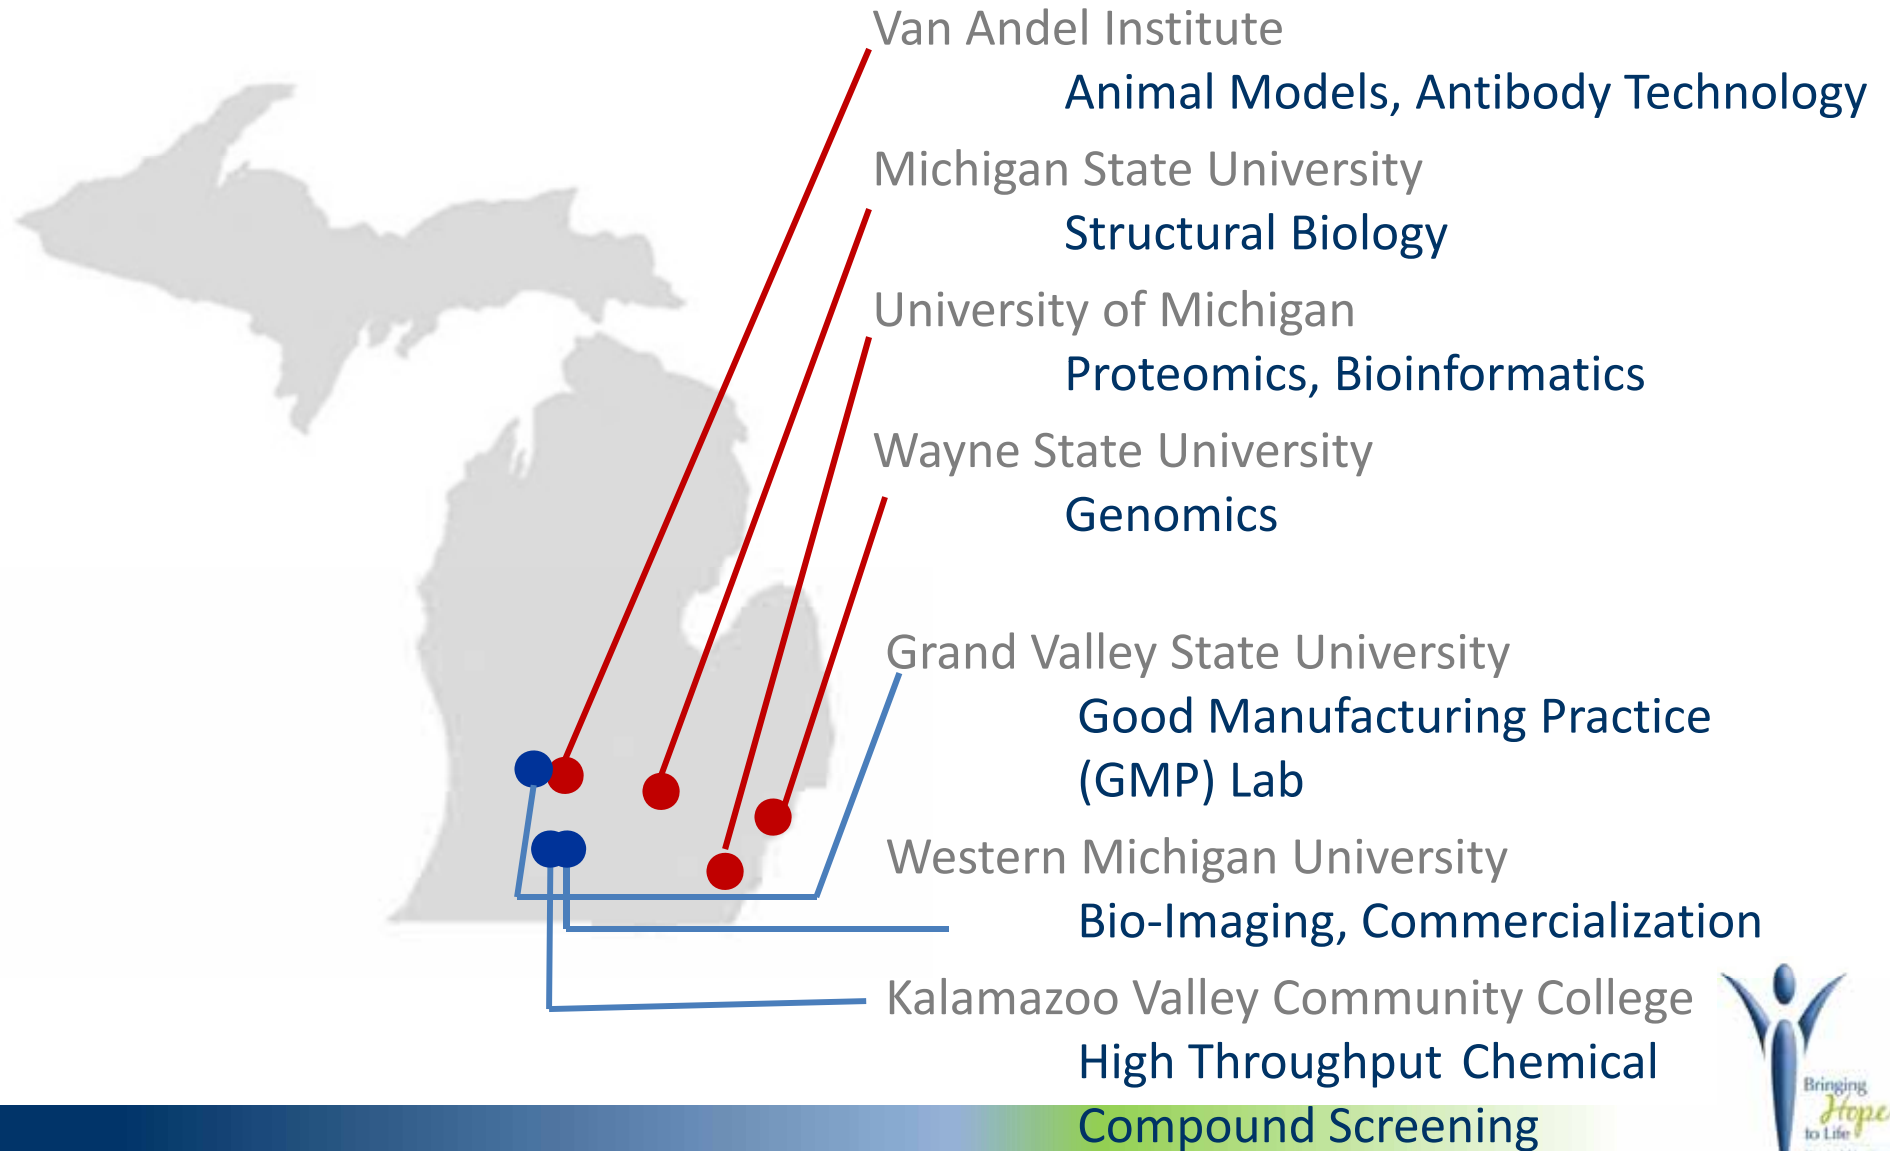 Van Andel Institute
Animal Models, Antibody Technology
Michigan State University
Structural Biology
University of Michigan
Proteomics, Bioinformatics
Wayne State University
Genomics
Grand Valley State University
Good Manufacturing Practice
(GMP) Lab
Western Michigan University
Bio-Imaging, Commercialization
Kalamazoo Valley Community College
High Throughput Chemical
Compound Screening
Bringing
Hope
to Life